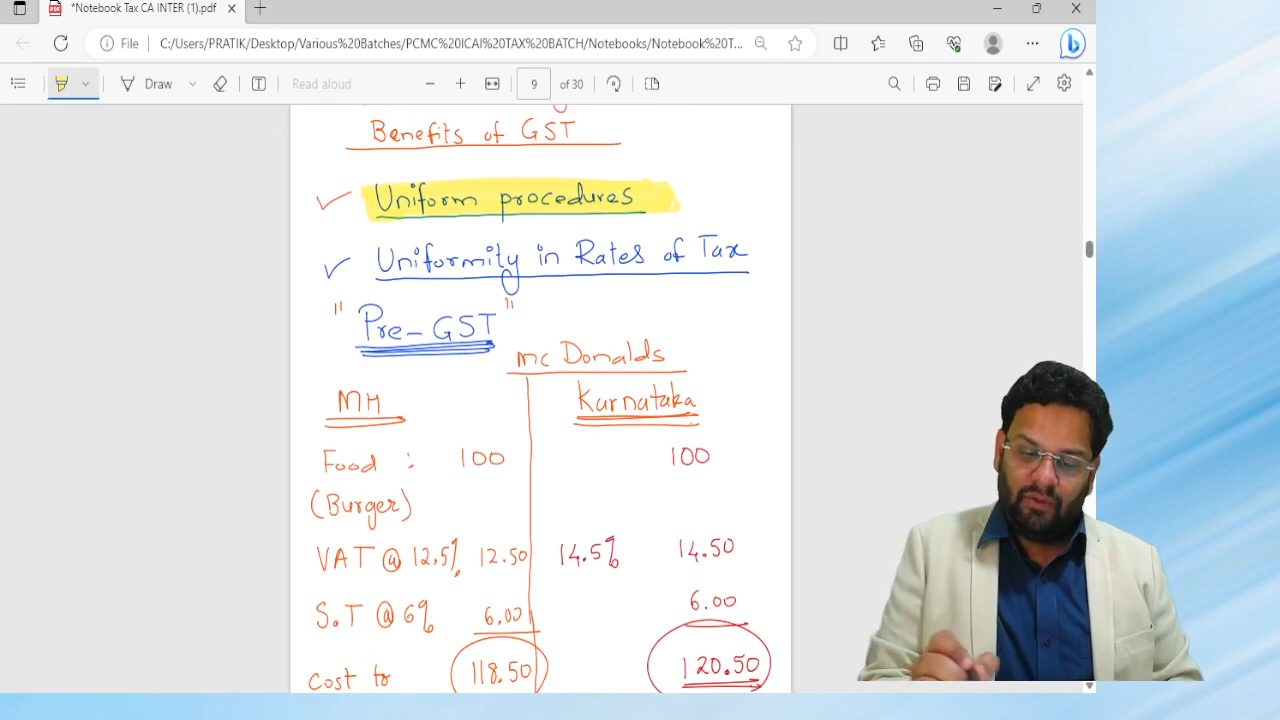 *Notebook Tax CA INTER (1).pdf
File C:/Users/PRATIK/Desktop/Various%20Batches/PCMC%20ICAI%20TAX%20BATCH/Notebooks/Notebook%20T...
Draw Read aloud 9 of 30
Benefits of GST
Uniform procedures
Uniformity in Rates of Tax
" Pre-GST "
Mc Donalds
MH Karnataka
Food : 100 100
(Burger)
VAT @ 12.5% 12.50 14.5% 14.50
S.T @ 6% 6.00 6.00
cost to 118.50 120.50